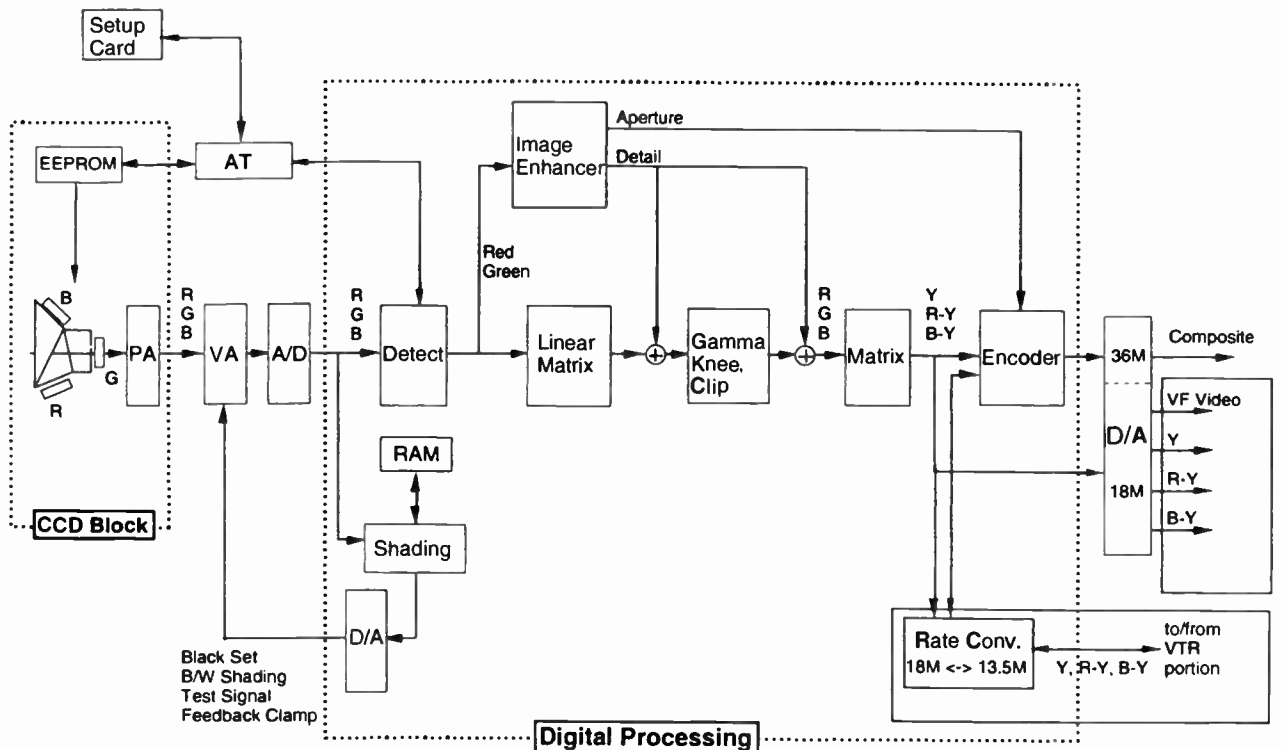 Setup
Card
EEPROM
AT
Image
Enhancer
Aperture
Detail
Red
Green
B
G
R
PA
R
G
B
VA
A/D
R
G
B
Detect
Linear
Matrix
Gamma
Knee,
Clip
R
G
B
Matrix
Y
R-Y
B-Y
Encoder
36M
D/A
18M
Composite
VF Video
Y
R-Y
B-Y
CCD Block
RAM
Shading
D/A
Black Set
B/W Shading
Test Signal
Feedback Clamp
Rate Conv.
18M <-> 13.5M
Y, R-Y, B-Y
to/from
VTR
portion
Digital Processing